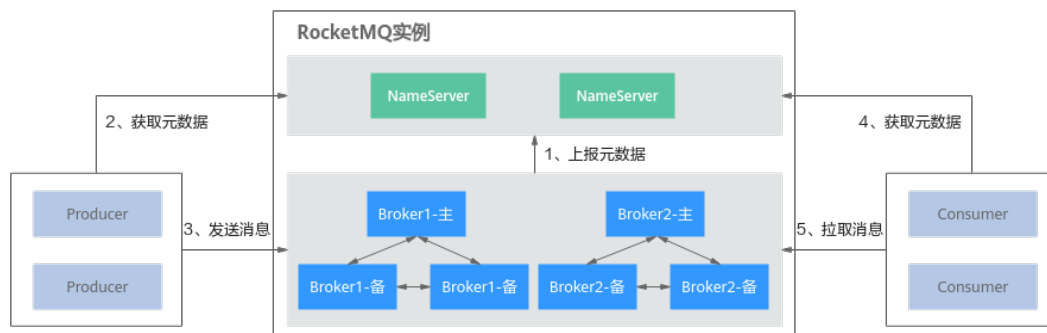 RocketMQ实例
NameServer
NameServer
2、获取元数据
4、获取元数据
1、上报元数据
Producer
Producer
3、发送消息
Broker1-主
Broker2-主
Broker1-备
Broker1-备
Broker2-备
Broker2-备
5、拉取消息
Consumer
Consumer